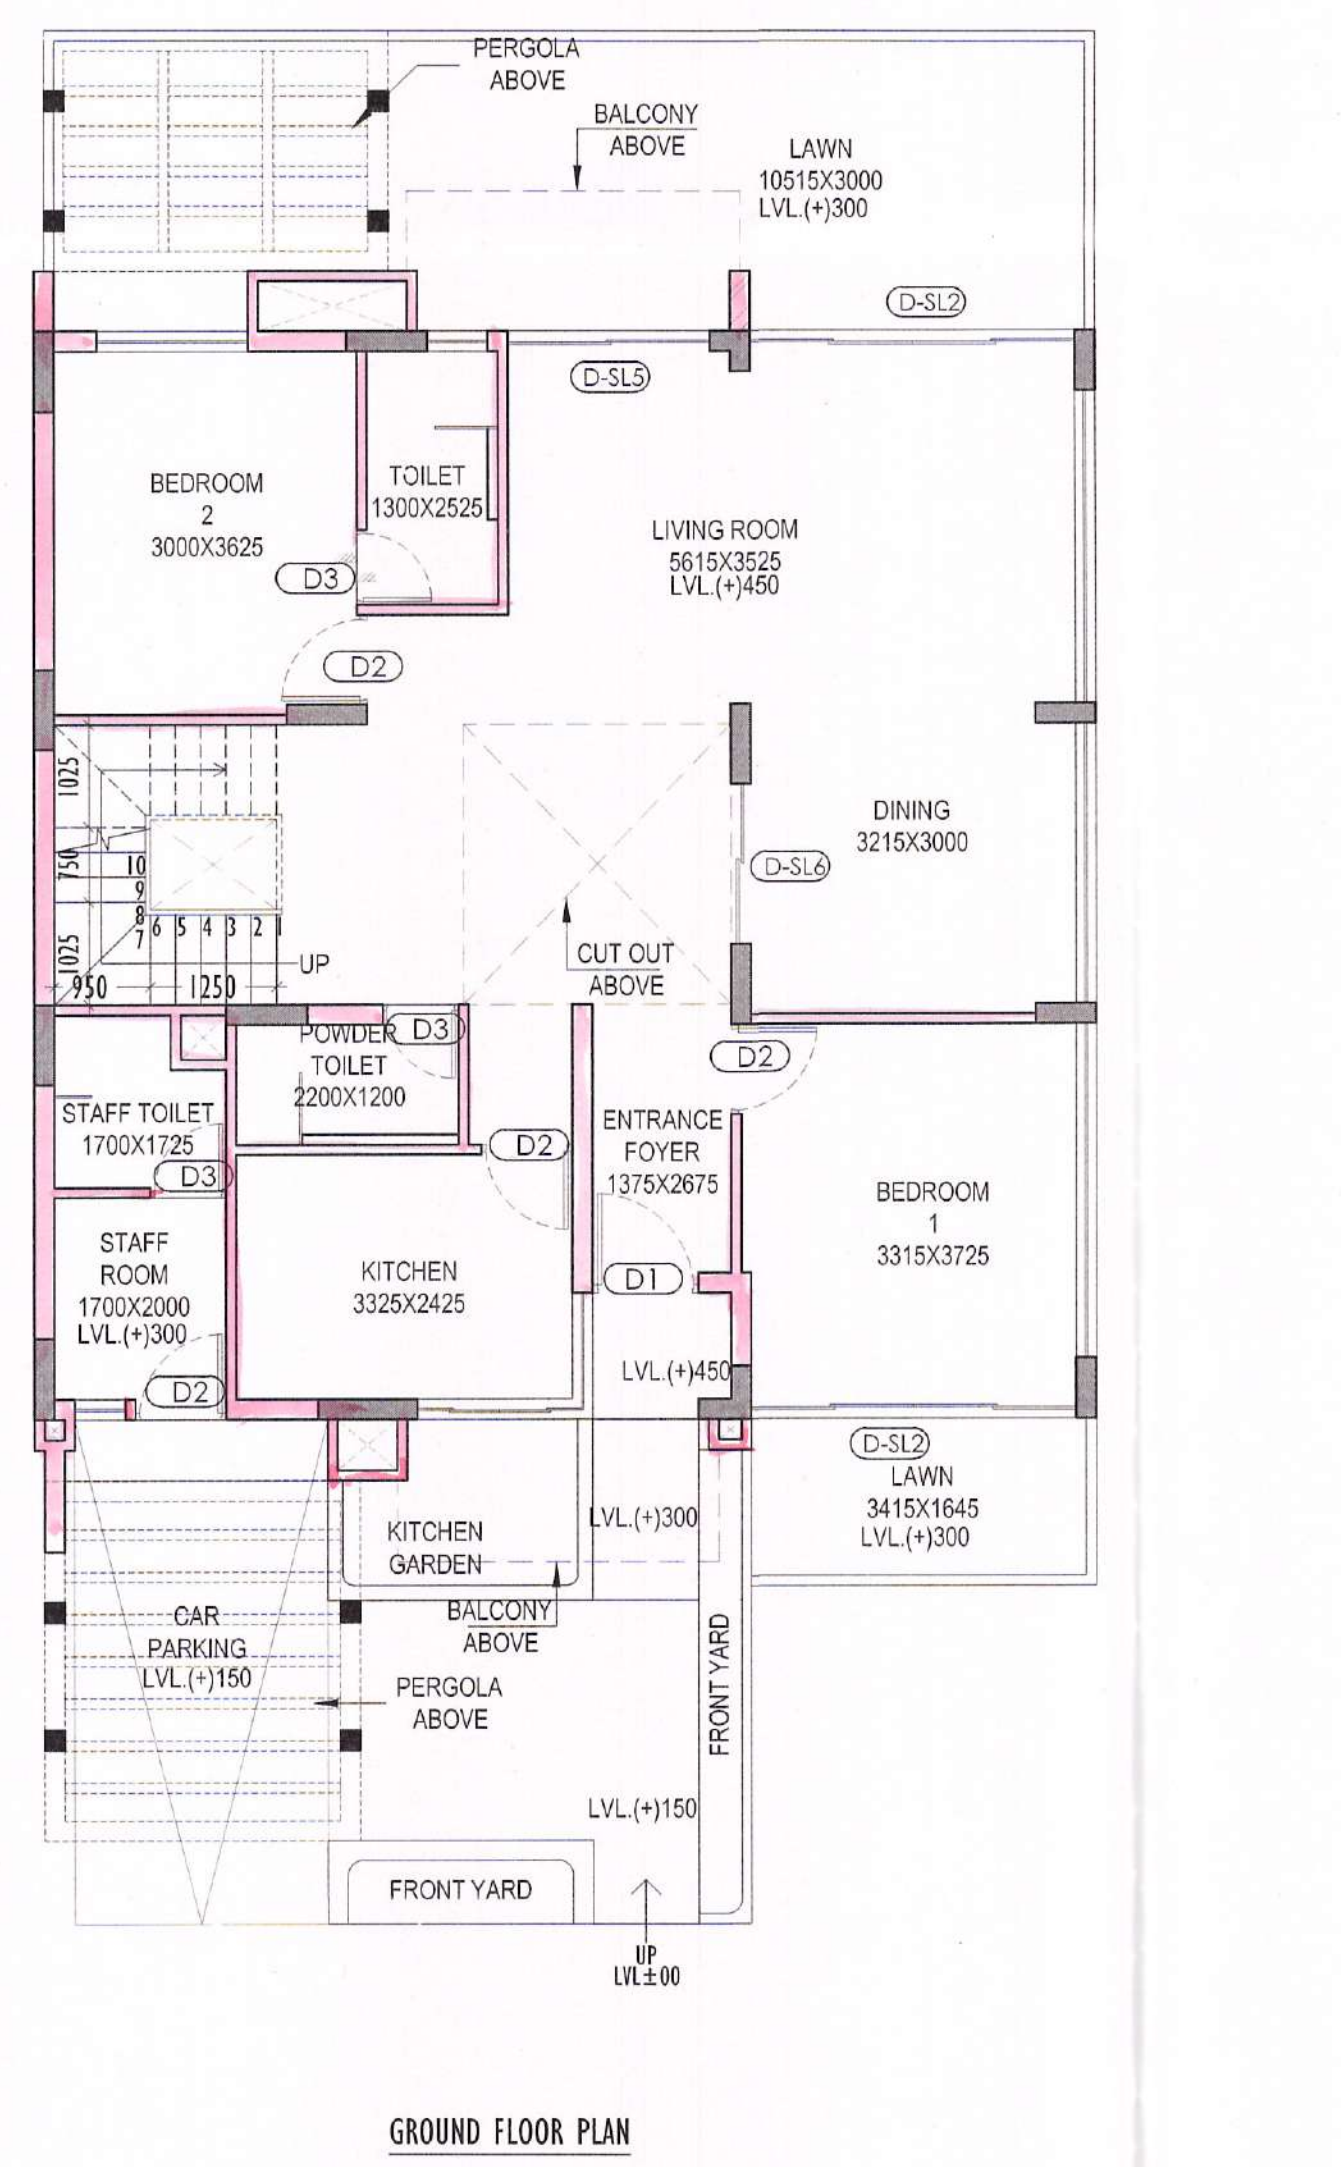 PERGOLA
ABOVE
BALCONY
ABOVE
LAWN
10515X3000
LVL.(+)300
D-SL2
D-SL5
BEDROOM
2
3000X3625
TOILET
1300X2525
D3
LIVING ROOM
5615X3525
LVL.(+)450
D2
1025
750
1025
10
9
8
7
6
5
4
3
2
1
UP
950
1250
DINING
3215X3000
D-SL6
CUT OUT
ABOVE
POWDER
TOILET
2200X1200
D3
D2
STAFF TOILET
1700X1725
D3
D2
ENTRANCE
FOYER
1375X2675
BEDROOM
1
3315X3725
STAFF
ROOM
1700X2000
LVL.(+)300
KITCHEN
3325X2425
D1
LVL.(+)450
D2
D-SL2
LAWN
3415X1645
LVL.(+)300
KITCHEN
GARDEN
LVL.(+)300
BALCONY
ABOVE
CAR
PARKING
LVL.(+)150
PERGOLA
ABOVE
FRONT YARD
LVL.(+)150
FRONT YARD
UP
LVL±00
GROUND FLOOR PLAN